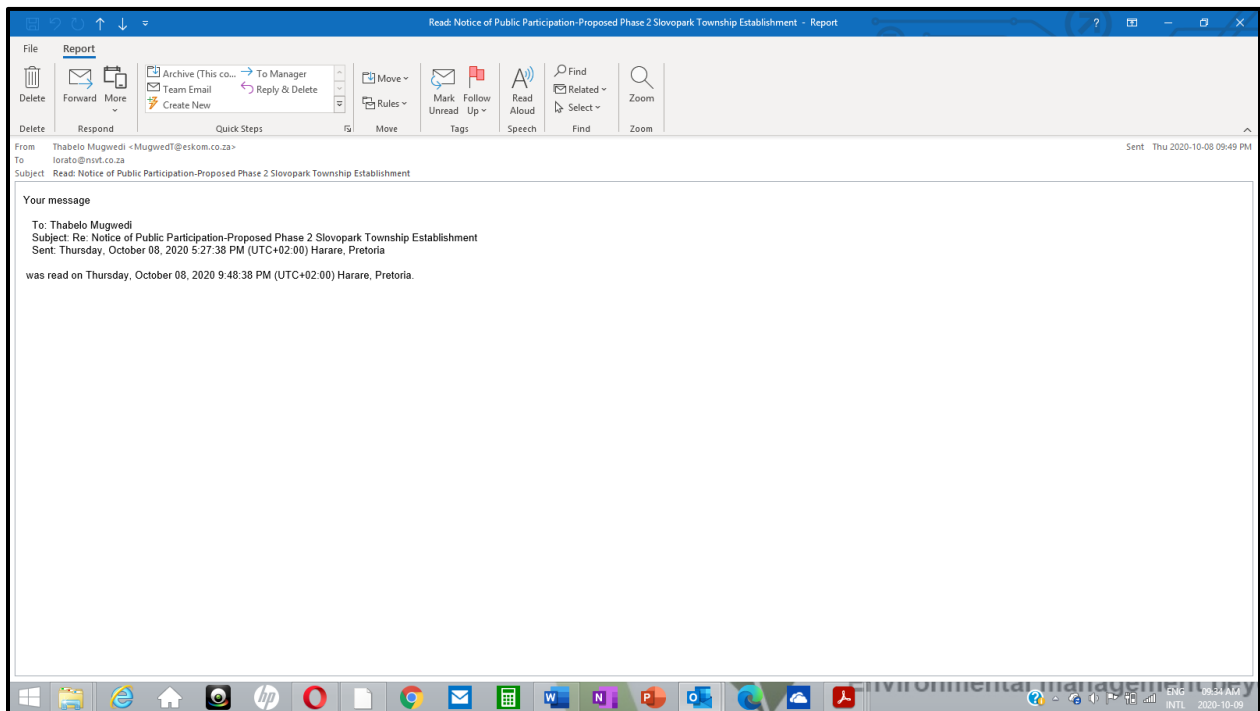 Read: Notice of Public Participation-Proposed Phase 2 Slovopark Township Establishment - Report
?
File Report
Delete
Forward
More
Archive (This co...
To Manager
Team Email
Reply & Delete
Create New
Move
Rules
Mark Unread
Follow Up
Read Aloud
Find
Related
Select
Zoom
Delete Respond Quick Steps Move Tags Speech Find Zoom
From Thabelo Mugwedi <MugwedT@eskom.co.za> Sent Thu 2020-10-08 09:49 PM
To lorato@nsvt.co.za
Subject Read: Notice of Public Participation-Proposed Phase 2 Slovopark Township Establishment
Your message
To: Thabelo Mugwedi
Subject: Re: Notice of Public Participation-Proposed Phase 2 Slovopark Township Establishment
Sent: Thursday, October 08, 2020 5:27:38 PM (UTC+02:00) Harare, Pretoria
was read on Thursday, October 08, 2020 9:48:38 PM (UTC+02:00) Harare, Pretoria.
hp
ENG 09:34 AM
INTL 2020-10-09